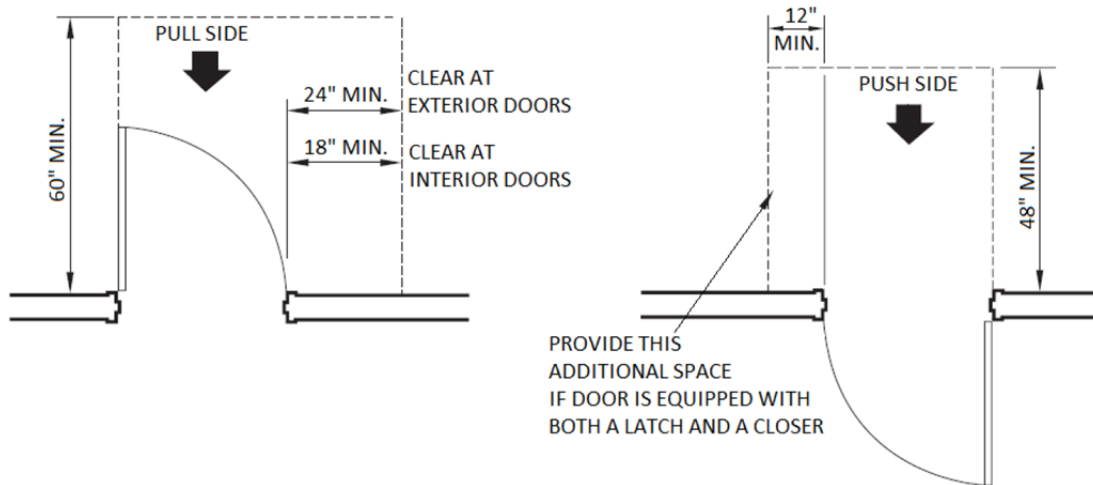 PULL SIDE
60" MIN.
24" MIN.
CLEAR AT
EXTERIOR DOORS
18" MIN.
CLEAR AT
INTERIOR DOORS
12"
MIN.
PUSH SIDE
48" MIN.
PROVIDE THIS
ADDITIONAL SPACE
IF DOOR IS EQUIPPED WITH
BOTH A LATCH AND A CLOSER